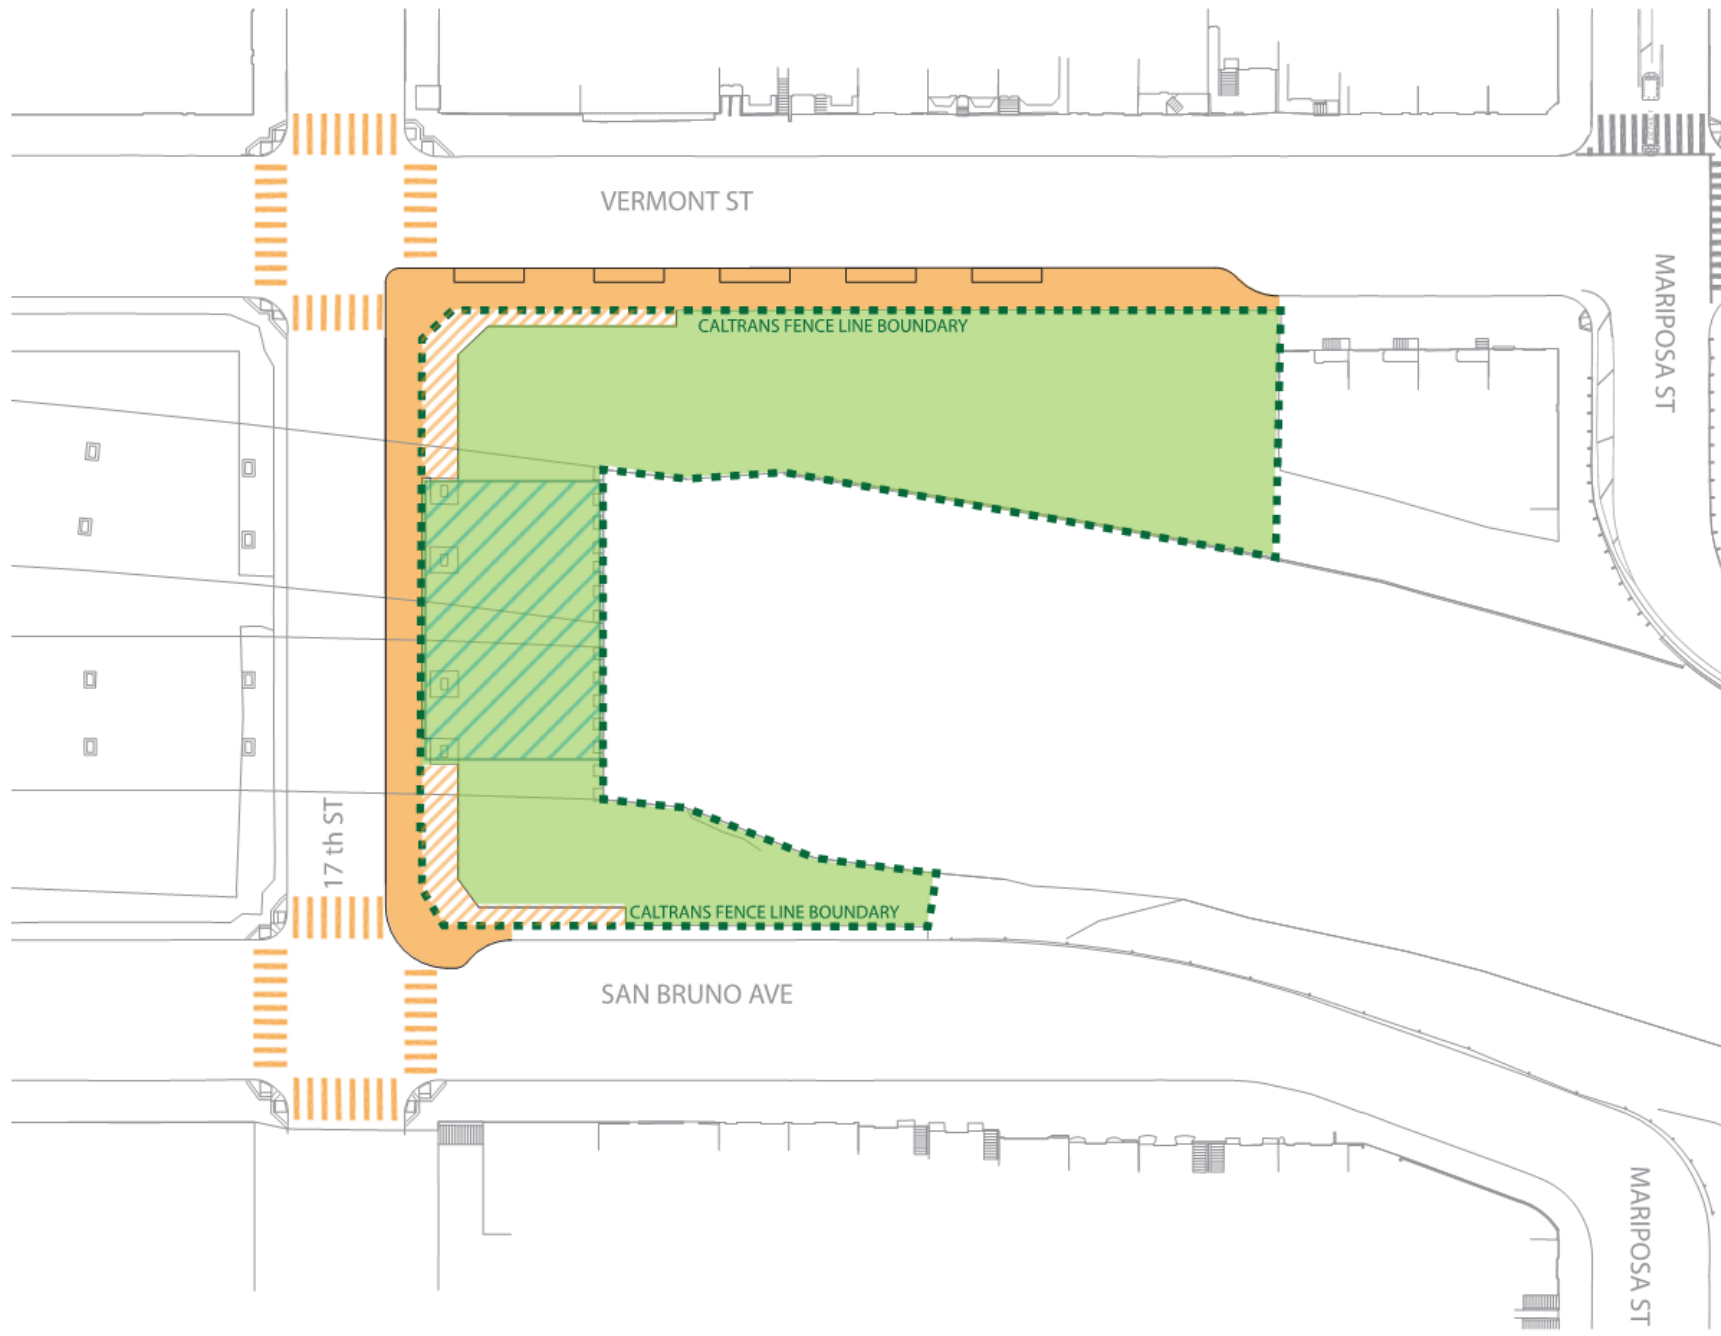 VERMONT ST
MARIPOSA ST
CALTRANS FENCE LINE BOUNDARY
17 th ST
CALTRANS FENCE LINE BOUNDARY
SAN BRUNO AVE
MARIPOSA ST